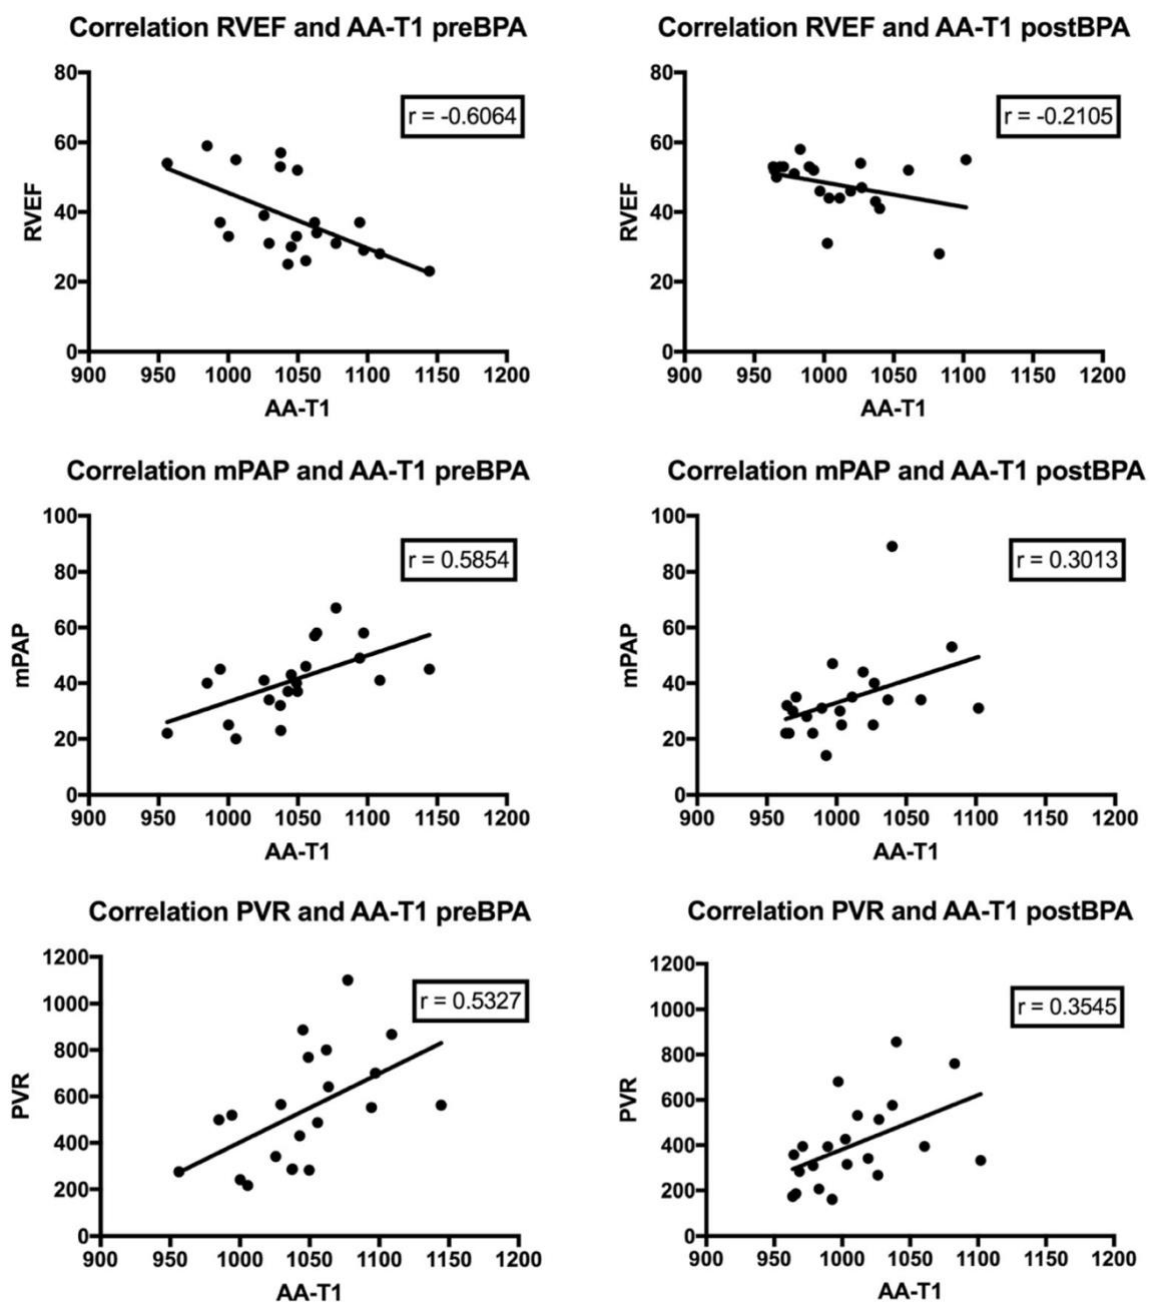 Correlation RVEF and AA-T1 preBPA
80
60
40
20
0
RVEF
r = -0.6064
900 950 1000 1050 1100 1150 1200
AA-T1
Correlation RVEF and AA-T1 postBPA
80
60
40
20
0
RVEF
r = -0.2105
900 950 1000 1050 1100 1150 1200
AA-T1
Correlation mPAP and AA-T1 preBPA
100
80
60
40
20
0
mPAP
r = 0.5854
900 950 1000 1050 1100 1150 1200
AA-T1
Correlation mPAP and AA-T1 postBPA
100
80
60
40
20
0
mPAP
r = 0.3013
900 950 1000 1050 1100 1150 1200
AA-T1
Correlation PVR and AA-T1 preBPA
1200
1000
800
600
400
200
0
PVR
r = 0.5327
900 950 1000 1050 1100 1150 1200
AA-T1
Correlation PVR and AA-T1 postBPA
1200
1000
800
600
400
200
0
PVR
r = 0.3545
900 950 1000 1050 1100 1150 1200
AA-T1